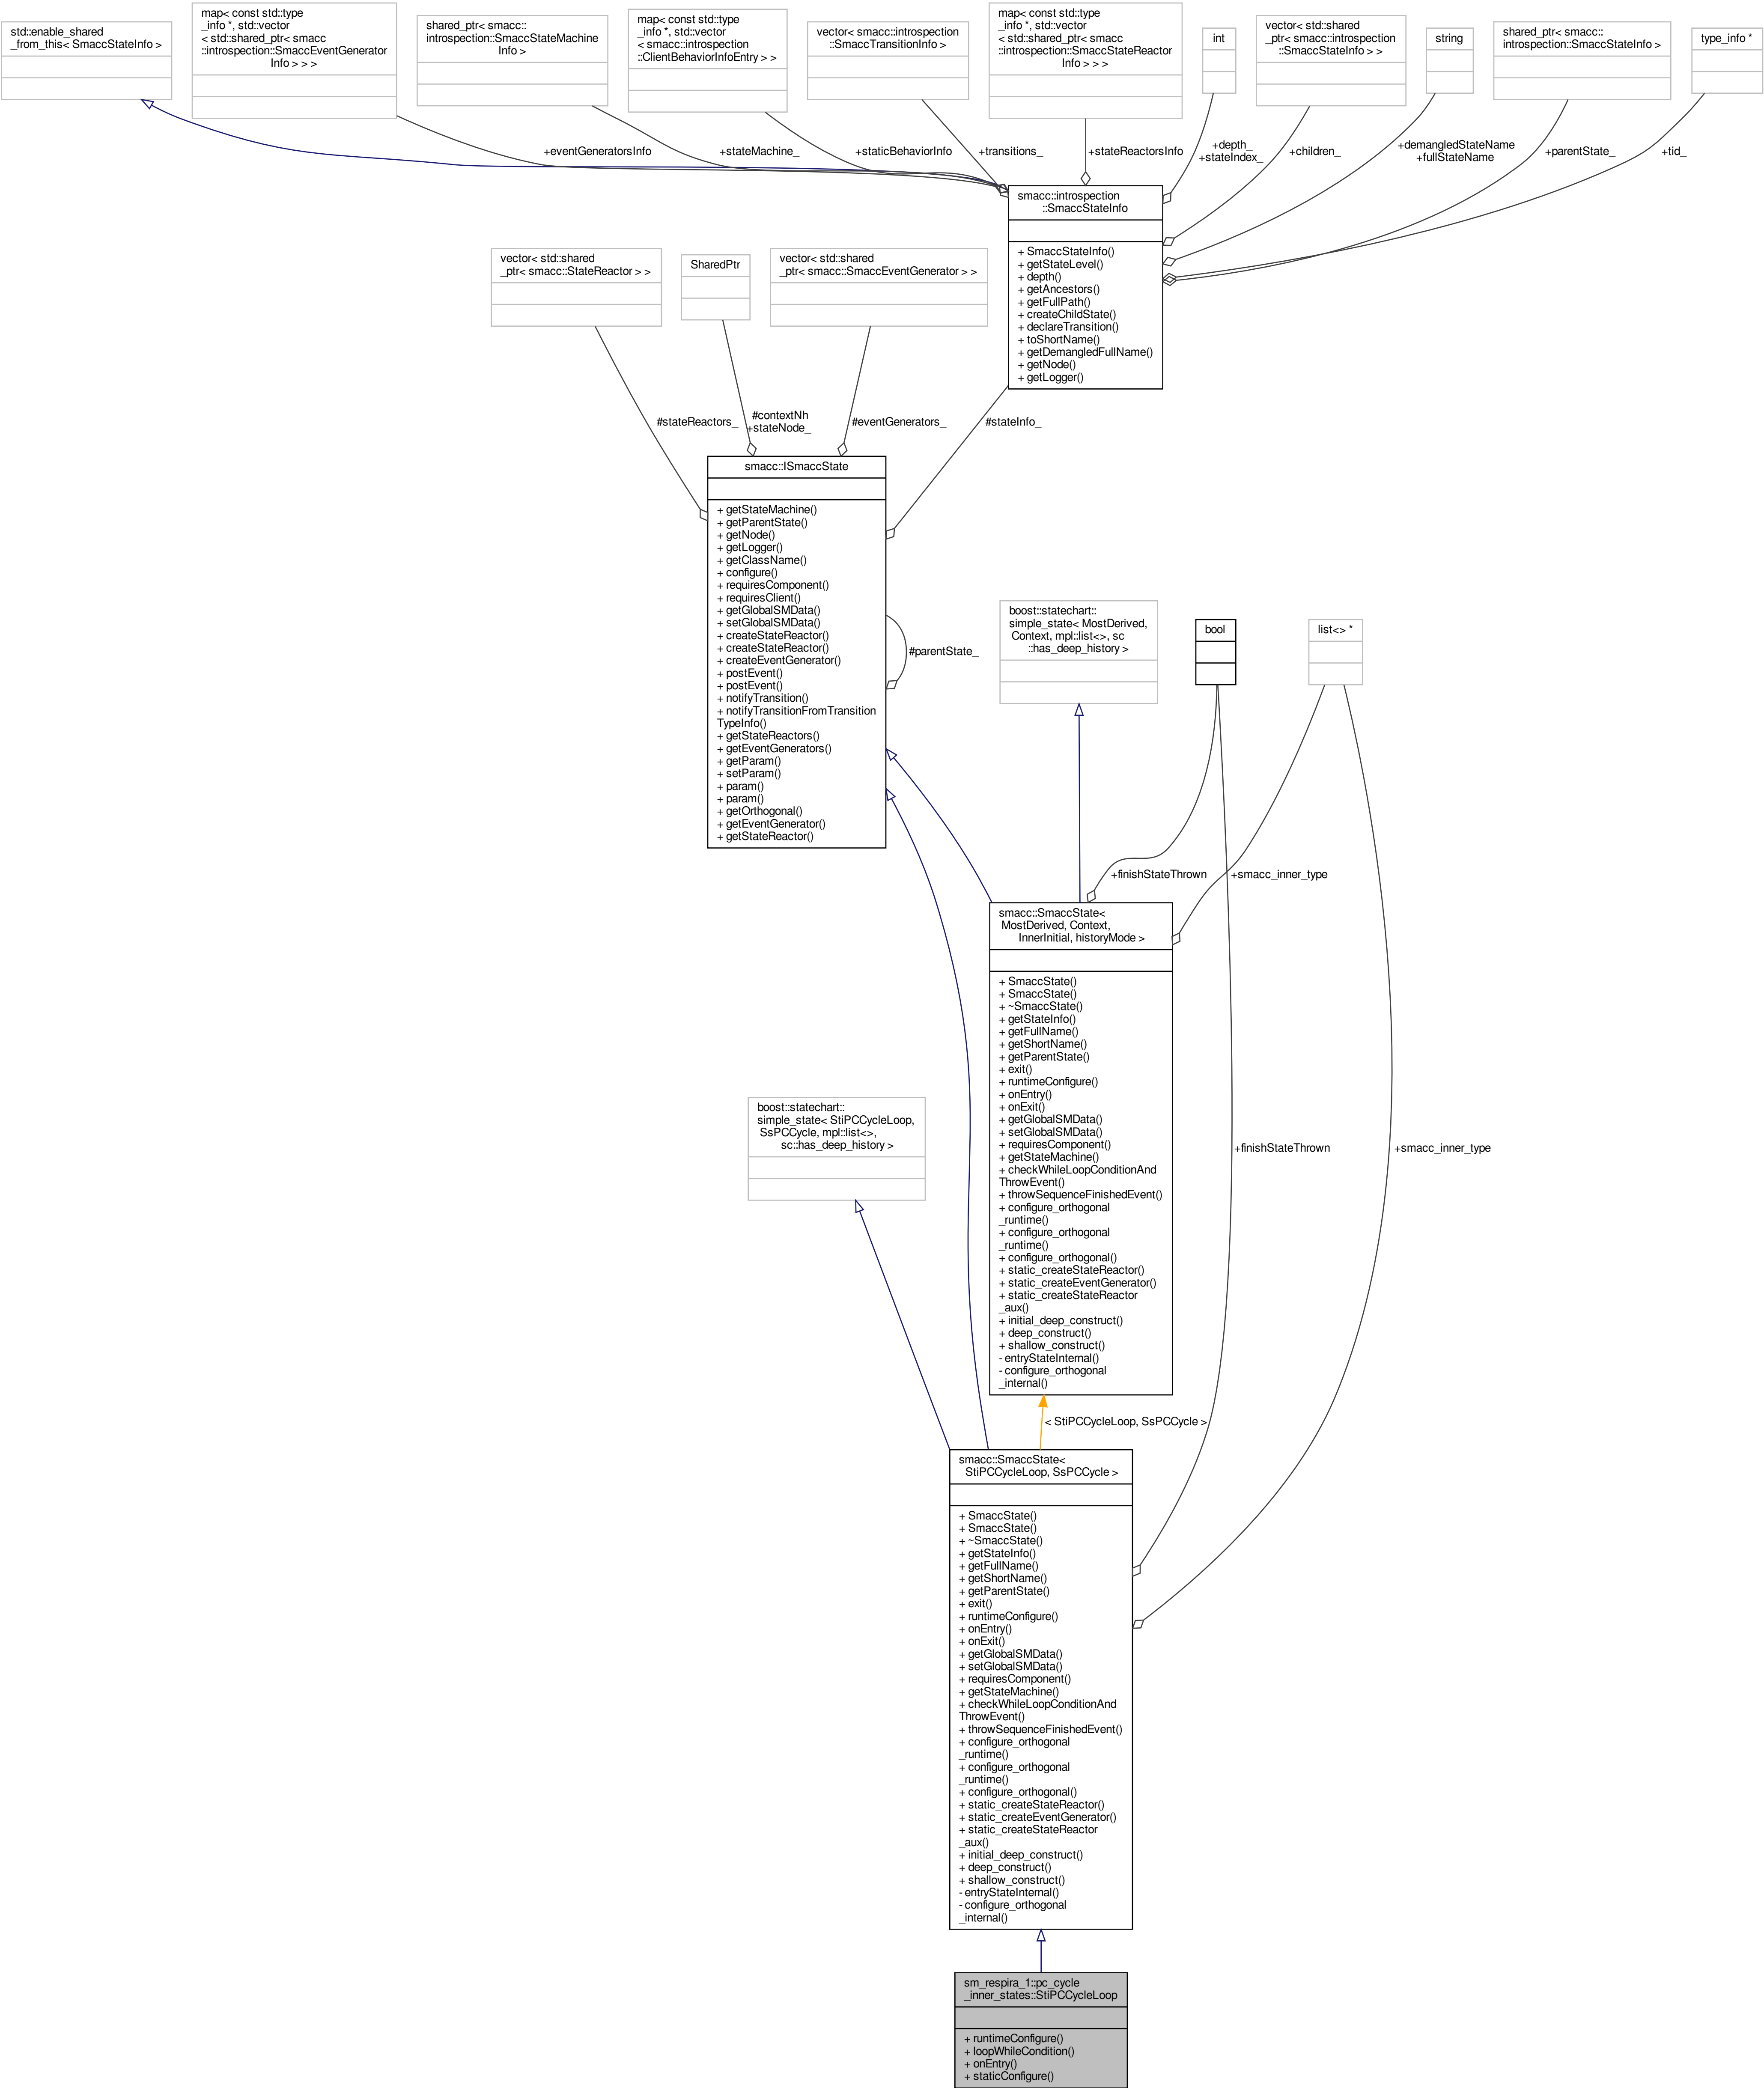 std::enable_shared
_from_this< SmaccStateInfo >
map< const std::type
_info *, std::vector
< std::shared_ptr< smacc
::introspection::SmaccEventGenerator
Info > > >
shared_ptr< smacc::
introspection::SmaccStateMachine
Info >
map< const std::type
_info *, std::vector
< smacc::introspection
::ClientBehaviorInfoEntry > >
vector< smacc::introspection
::SmaccTransitionInfo >
map< const std::type
_info *, std::vector
< std::shared_ptr< smacc
::introspection::SmaccStateReactor
Info > > >
int
vector< std::shared
_ptr< smacc::introspection
::SmaccStateInfo > >
string
shared_ptr< smacc::
introspection::SmaccStateInfo >
type_info *
+eventGeneratorsInfo
+stateMachine_
+staticBehaviorInfo
+transitions_
+stateReactorsInfo
+depth_
+stateIndex_
+children_
+demangledStateName
+fullStateName
+parentState_
+tid_
smacc::introspection
::SmaccStateInfo
+ SmaccStateInfo()
+ getStateLevel()
+ depth()
+ getAncestors()
+ getFullPath()
+ createChildState()
+ declareTransition()
+ toShortName()
+ getDemangledFullName()
+ getNode()
+ getLogger()
vector< std::shared
_ptr< smacc::StateReactor > >
SharedPtr
vector< std::shared
_ptr< smacc::SmaccEventGenerator > >
#stateReactors_
#contextNh
+stateNode_
#eventGenerators_
#stateInfo_
smacc::ISmaccState
+ getStateMachine()
+ getParentState()
+ getNode()
+ getLogger()
+ getClassName()
+ configure()
+ requiresComponent()
+ requiresClient()
+ getGlobalSMData()
+ setGlobalSMData()
+ createStateReactor()
+ createStateReactor()
+ createEventGenerator()
+ postEvent()
+ postEvent()
+ notifyTransition()
+ notifyTransitionFromTransition
TypeInfo()
+ getStateReactors()
+ getEventGenerators()
+ getParam()
+ setParam()
+ param()
+ param()
+ getOrthogonal()
+ getEventGenerator()
+ getStateReactor()
#parentState_
boost::statechart::
simple_state< MostDerived,
Context, mpl::list<>, sc
::has_deep_history >
bool
list<> *
+finishStateThrown
+smacc_inner_type
smacc::SmaccState<
MostDerived, Context,
InnerInitial, historyMode >
+ SmaccState()
+ SmaccState()
+ ~SmaccState()
+ getStateInfo()
+ getFullName()
+ getShortName()
+ getParentState()
+ exit()
+ runtimeConfigure()
+ onEntry()
+ onExit()
+ getGlobalSMData()
+ setGlobalSMData()
+ requiresComponent()
+ getStateMachine()
+ checkWhileLoopConditionAnd
ThrowEvent()
+ throwSequenceFinishedEvent()
+ configure_orthogonal
_runtime()
+ configure_orthogonal
_runtime()
+ configure_orthogonal()
+ static_createStateReactor()
+ static_createEventGenerator()
+ static_createStateReactor
_aux()
+ initial_deep_construct()
+ deep_construct()
+ shallow_construct()
- entryStateInternal()
- configure_orthogonal
_internal()
boost::statechart::
simple_state< StiPCCycleLoop,
SsPCCycle, mpl::list<>,
sc::has_deep_history >
+finishStateThrown
+smacc_inner_type
< StiPCCycleLoop, SsPCCycle >
smacc::SmaccState<
StiPCCycleLoop, SsPCCycle >
+ SmaccState()
+ SmaccState()
+ ~SmaccState()
+ getStateInfo()
+ getFullName()
+ getShortName()
+ getParentState()
+ exit()
+ runtimeConfigure()
+ onEntry()
+ onExit()
+ getGlobalSMData()
+ setGlobalSMData()
+ requiresComponent()
+ getStateMachine()
+ checkWhileLoopConditionAnd
ThrowEvent()
+ throwSequenceFinishedEvent()
+ configure_orthogonal
_runtime()
+ configure_orthogonal
_runtime()
+ configure_orthogonal()
+ static_createStateReactor()
+ static_createEventGenerator()
+ static_createStateReactor
_aux()
+ initial_deep_construct()
+ deep_construct()
+ shallow_construct()
- entryStateInternal()
- configure_orthogonal
_internal()
sm_respira_1::pc_cycle
_inner_states::StiPCCycleLoop
+ runtimeConfigure()
+ loopWhileCondition()
+ onEntry()
+ staticConfigure()